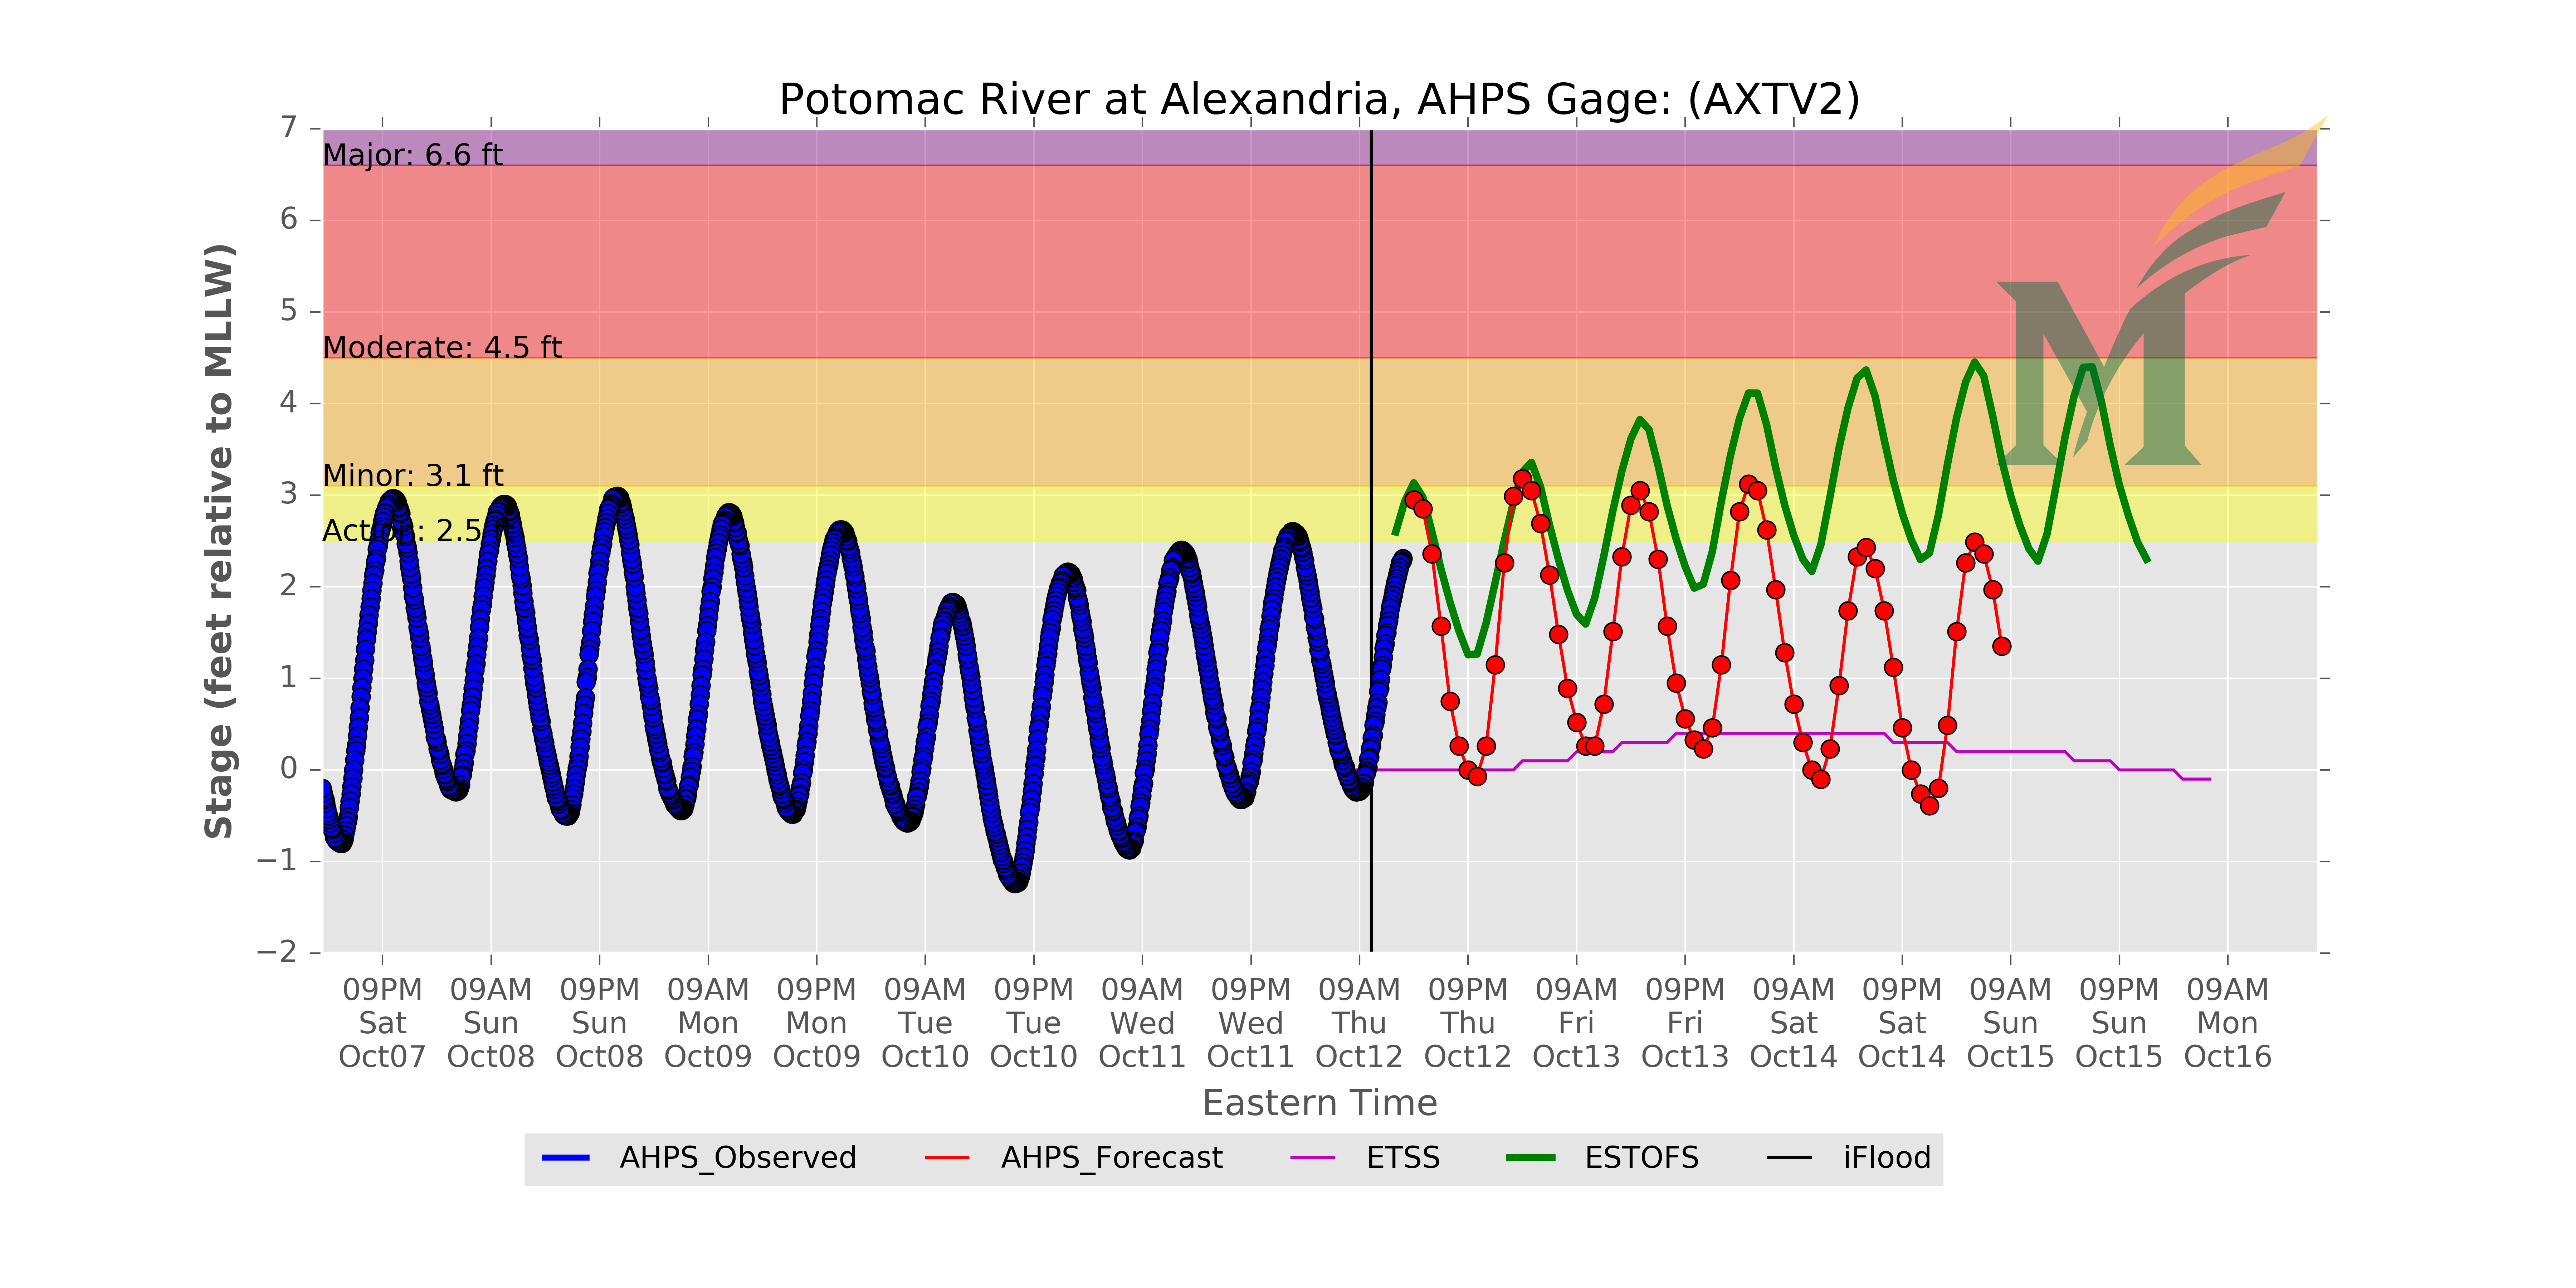 Potomac River at Alexandria, AHPS Gage: (AXTV2)
Stage (feet relative to MLLW)
7
6
5
4
3
2
1
0
−1
−2
Major: 6.6 ft
Moderate: 4.5 ft
Minor: 3.1 ft
Action: 2.5
09PM Sat Oct07
09AM Sun Oct08
09PM Sun Oct08
09AM Mon Oct09
09PM Mon Oct09
09AM Tue Oct10
09PM Tue Oct10
09AM Wed Oct11
09PM Wed Oct11
09AM Thu Oct12
09PM Thu Oct12
09AM Fri Oct13
09PM Fri Oct13
09AM Sat Oct14
09PM Sat Oct14
09AM Sun Oct15
09PM Sun Oct15
09AM Mon Oct16
Eastern Time
AHPS_Observed
AHPS_Forecast
ETSS
ESTOFS
iFlood